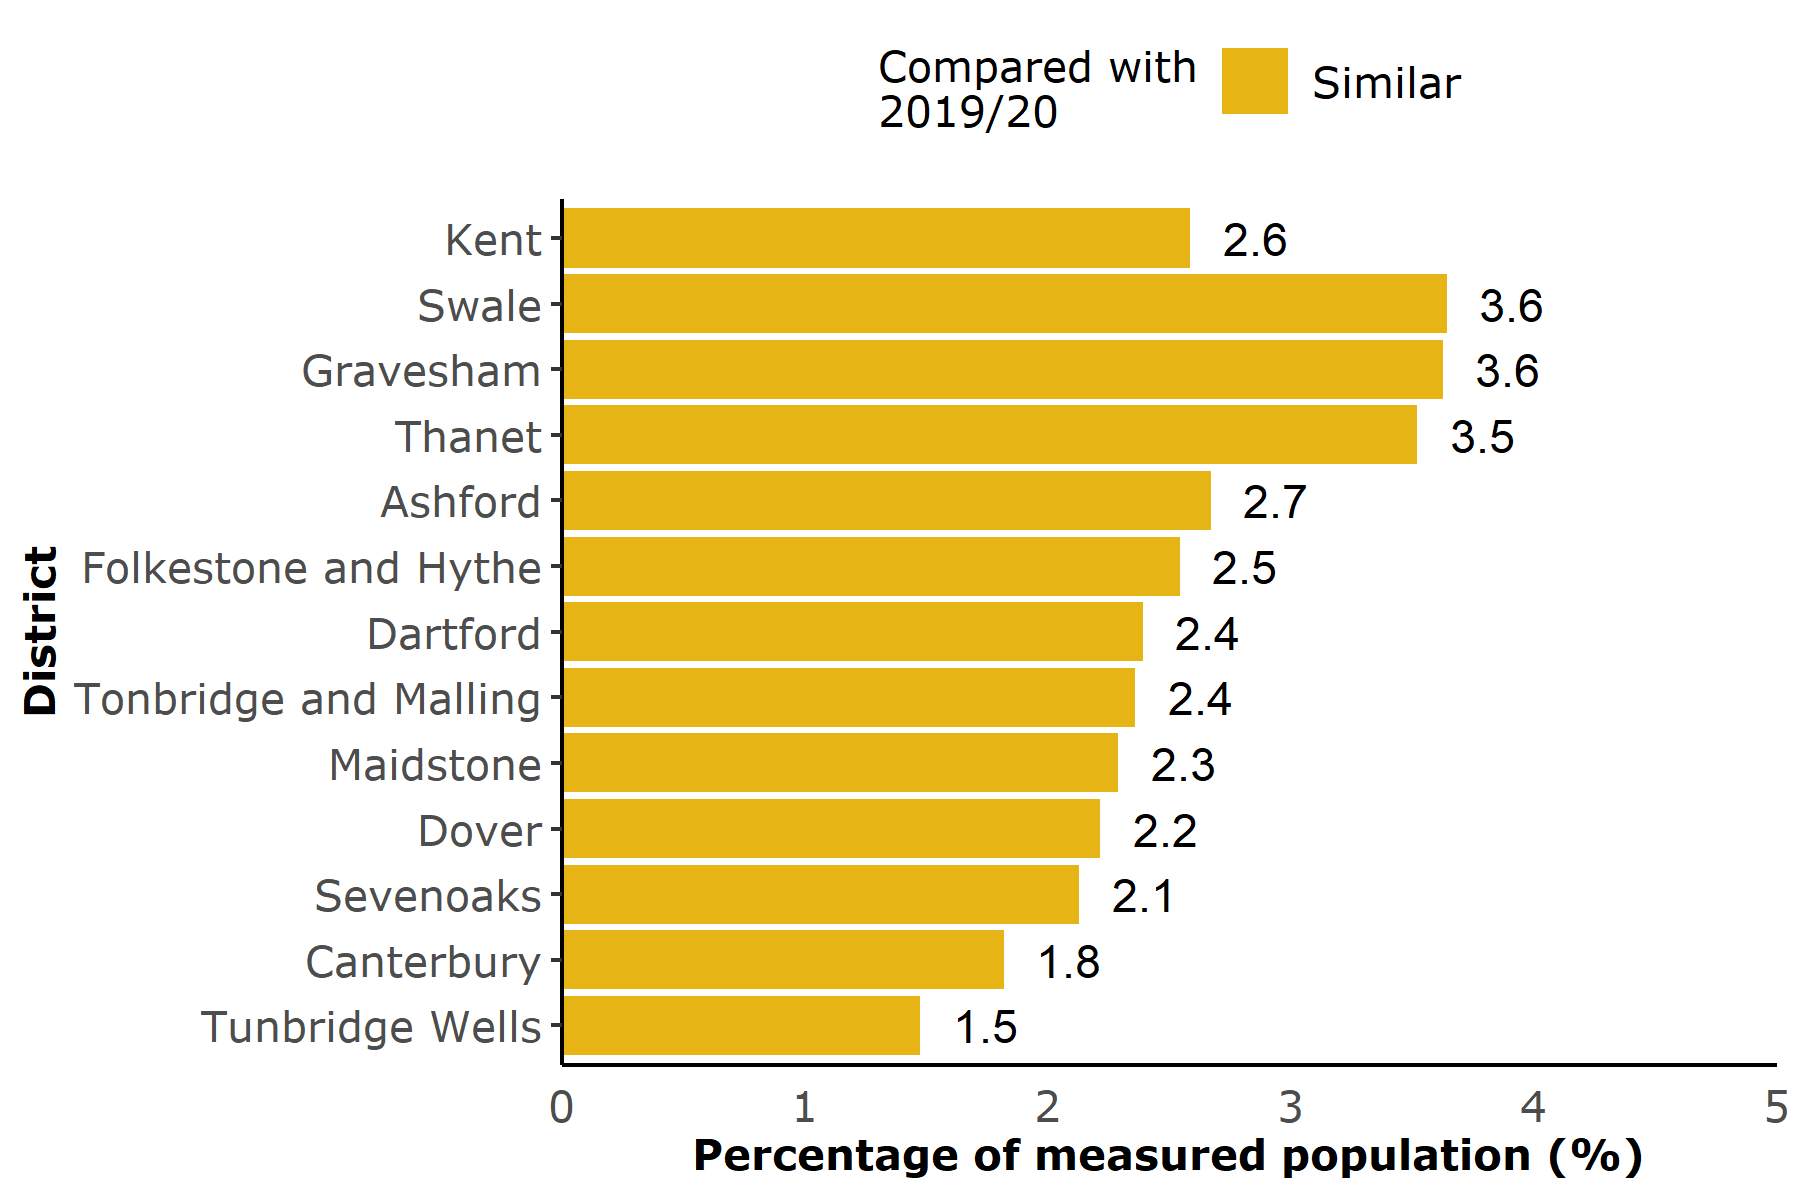 Compared with
2019/20
Similar
Kent 2.6
Swale 3.6
Gravesham 3.6
Thanet 3.5
Ashford 2.7
Folkestone and Hythe 2.5
Dartford 2.4
Tonbridge and Malling 2.4
Maidstone 2.3
Dover 2.2
Sevenoaks 2.1
Canterbury 1.8
Tunbridge Wells 1.5
District
0 1 2 3 4 5
Percentage of measured population (%)